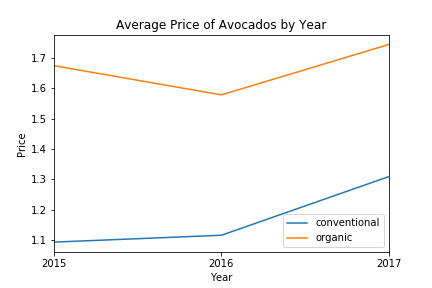 Average Price of Avocados by Year
1.7
1.6
1.5
1.4
1.3
1.2
1.1
Price
conventional
organic
2015
2016
2017
Year